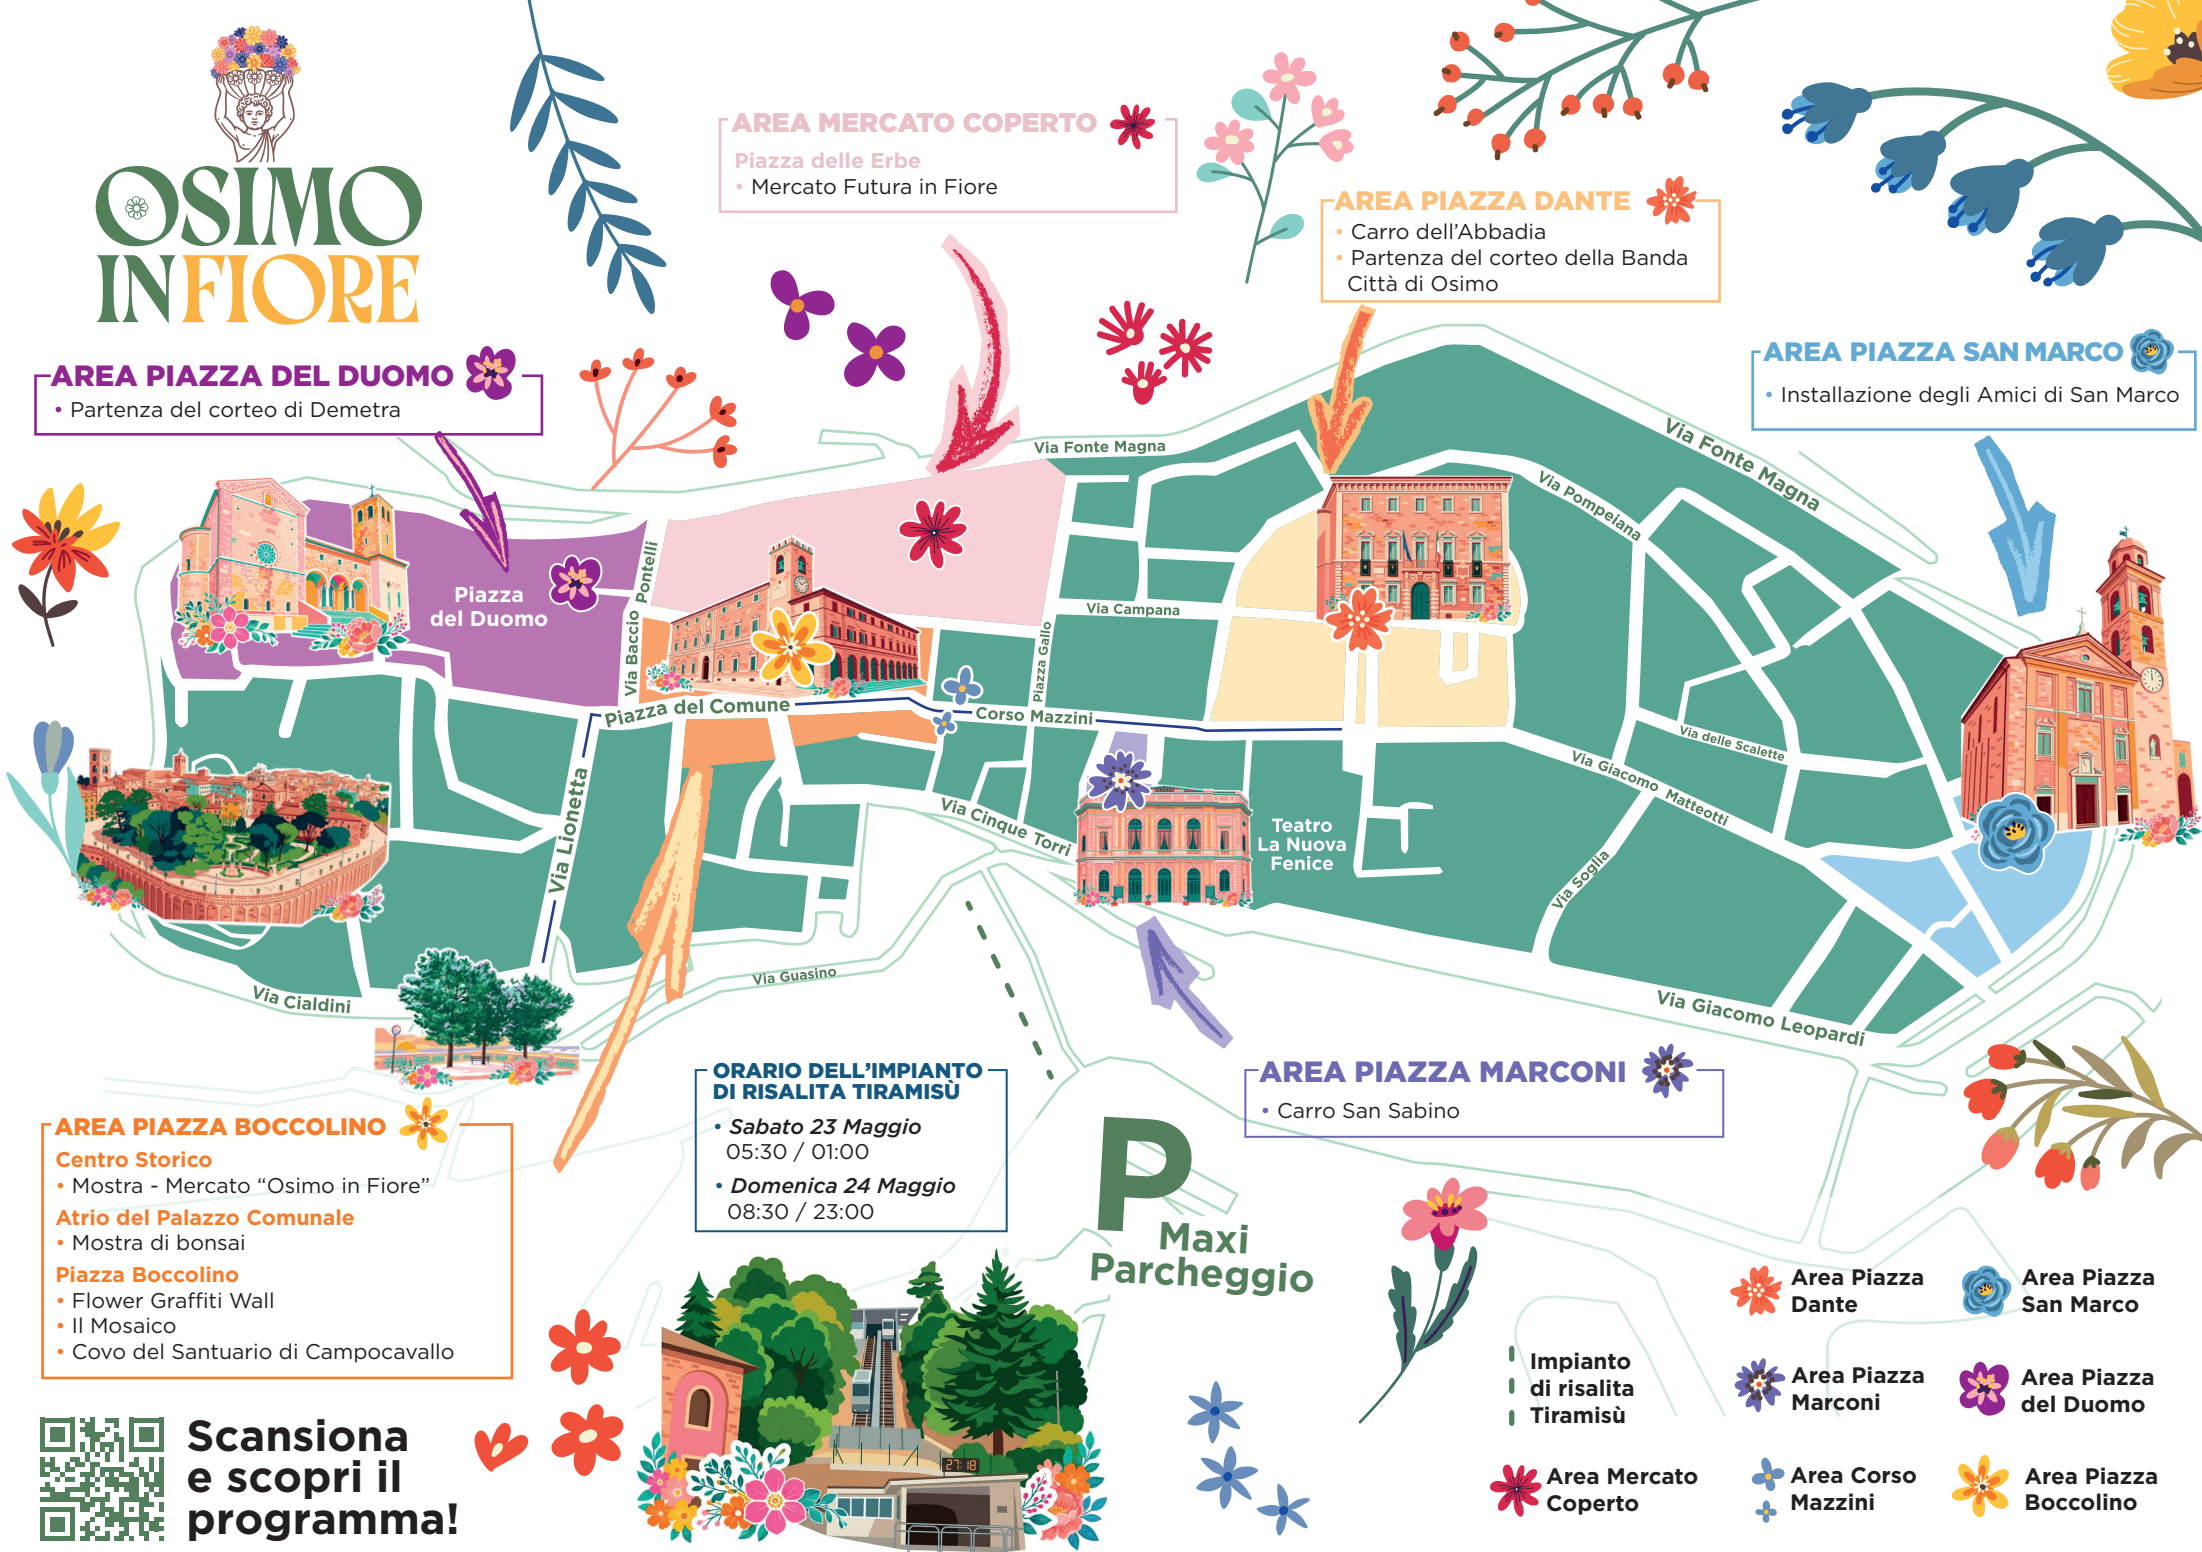 OSIMO
IN FIORE
AREA MERCATO COPERTO
Piazza delle Erbe
• Mercato Futura in Fiore
AREA PIAZZA DANTE
• Carro dell’Abbadia
• Partenza del corteo della Banda
Città di Osimo
AREA PIAZZA SAN MARCO
• Installazione degli Amici di San Marco
AREA PIAZZA DEL DUOMO
• Partenza del corteo di Demetra
Via Fonte Magna
Via Fonte Magna
Via Pompeiana
Piazza
del Duomo
Via Baccio Pontelli
Via Campana
Piazza Gallo
Piazza del Comune
Corso Mazzini
Via delle Scalette
Via Giacomo Matteotti
Via Lionetta
Via Cinque Torri
Teatro
La Nuova
Fenice
Via Soglia
Via Guasino
Via Cialdini
Via Giacomo Leopardi
ORARIO DELL’IMPIANTO
DI RISALITA TIRAMISÙ
• Sabato 23 Maggio
05:30 / 01:00
• Domenica 24 Maggio
08:30 / 23:00
AREA PIAZZA MARCONI
• Carro San Sabino
AREA PIAZZA BOCCOLINO
Centro Storico
• Mostra - Mercato “Osimo in Fiore”
Atrio del Palazzo Comunale
• Mostra di bonsai
Piazza Boccolino
• Flower Graffiti Wall
• Il Mosaico
• Covo del Santuario di Campocavallo
P
Maxi
Parcheggio
27:18
Scansiona
e scopri il
programma!
Impianto
di risalita
Tiramisù
Area Piazza
Dante
Area Piazza
San Marco
Area Piazza
Marconi
Area Piazza
del Duomo
Area Mercato
Coperto
Area Corso
Mazzini
Area Piazza
Boccolino